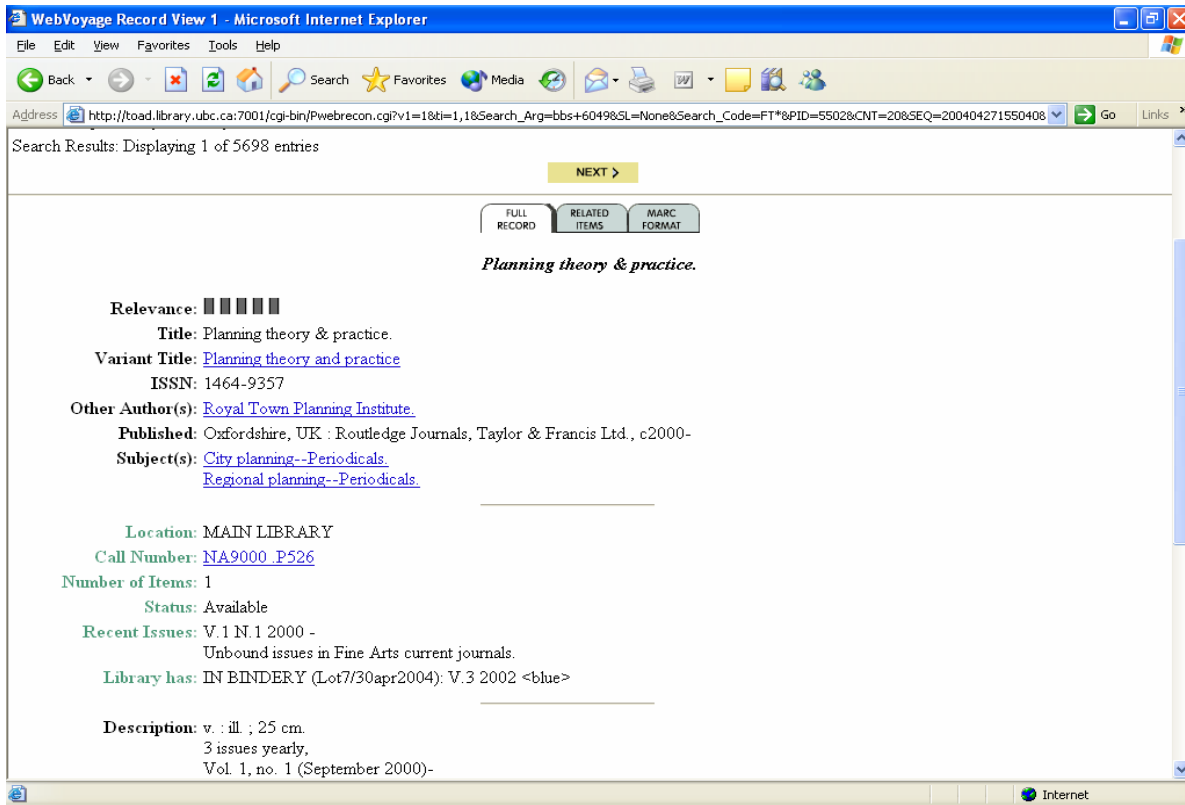 WebVoyage Record View 1 - Microsoft Internet Explorer
File Edit View Favorites Tools Help
Back Search Favorites Media
Address http://toad.library.ubc.ca:7001/cgi-bin/Pwebrecon.cgi?v1=1&ti=1,1&Search_Arg=bbs+6049&SL=None&Search_Code=FT*&PID=5502&CNT=20&SEQ=200404271550408 Go Links »
Search Results: Displaying 1 of 5698 entries
NEXT >
FULL RECORD RELATED ITEMS MARC FORMAT
Planning theory & practice.
Relevance:
Title: Planning theory & practice.
Variant Title: Planning theory and practice
ISSN: 1464-9357
Other Author(s): Royal Town Planning Institute.
Published: Oxfordshire, UK : Routledge Journals, Taylor & Francis Ltd., c2000-
Subject(s): City planning--Periodicals.
Regional planning--Periodicals.
Location: MAIN LIBRARY
Call Number: NA9000 .P526
Number of Items: 1
Status: Available
Recent Issues: V.1 N.1 2000 -
Unbound issues in Fine Arts current journals.
Library has: IN BINDERY (Lot7/30apr2004): V.3 2002 <blue>
Description: v. : ill. ; 25 cm.
3 issues yearly,
Vol. 1, no. 1 (September 2000)-
Internet